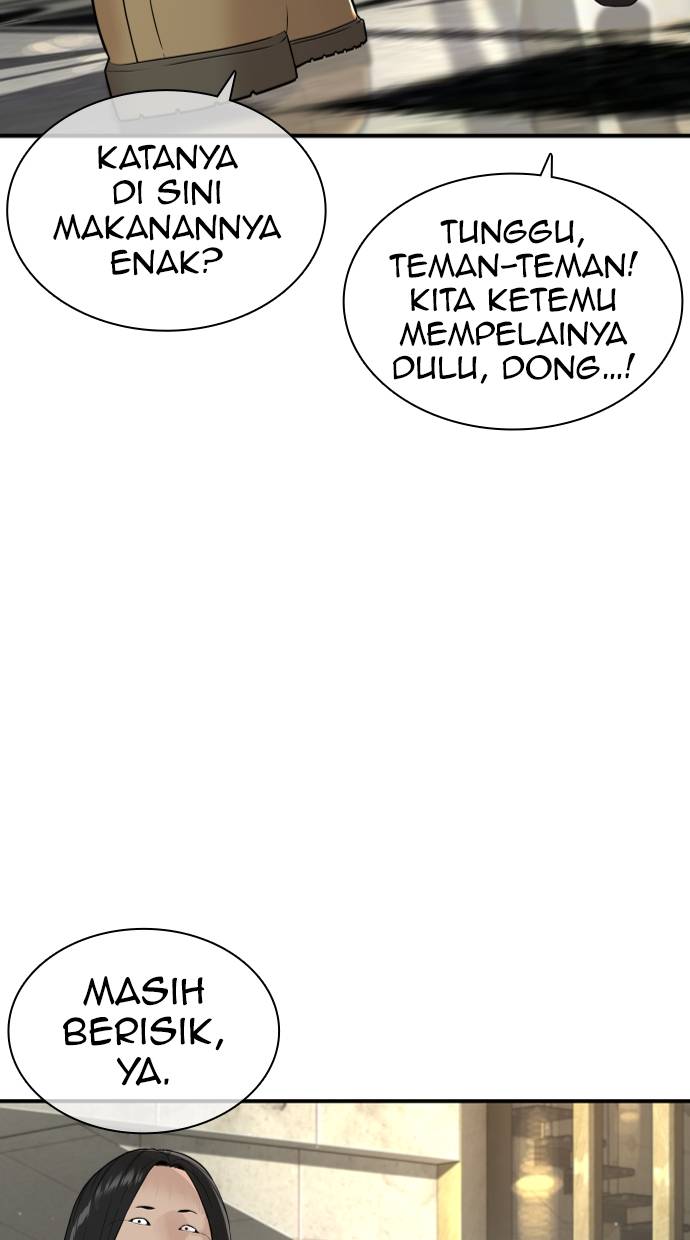 KATANYA
DI SINI
MAKANANNYA
ENAK?
TUNGGU,
TEMAN-TEMAN!
KITA KETEMU
MEMPELAINYA
DULU, DONG...!
MASIH
BERISIK,
YA.